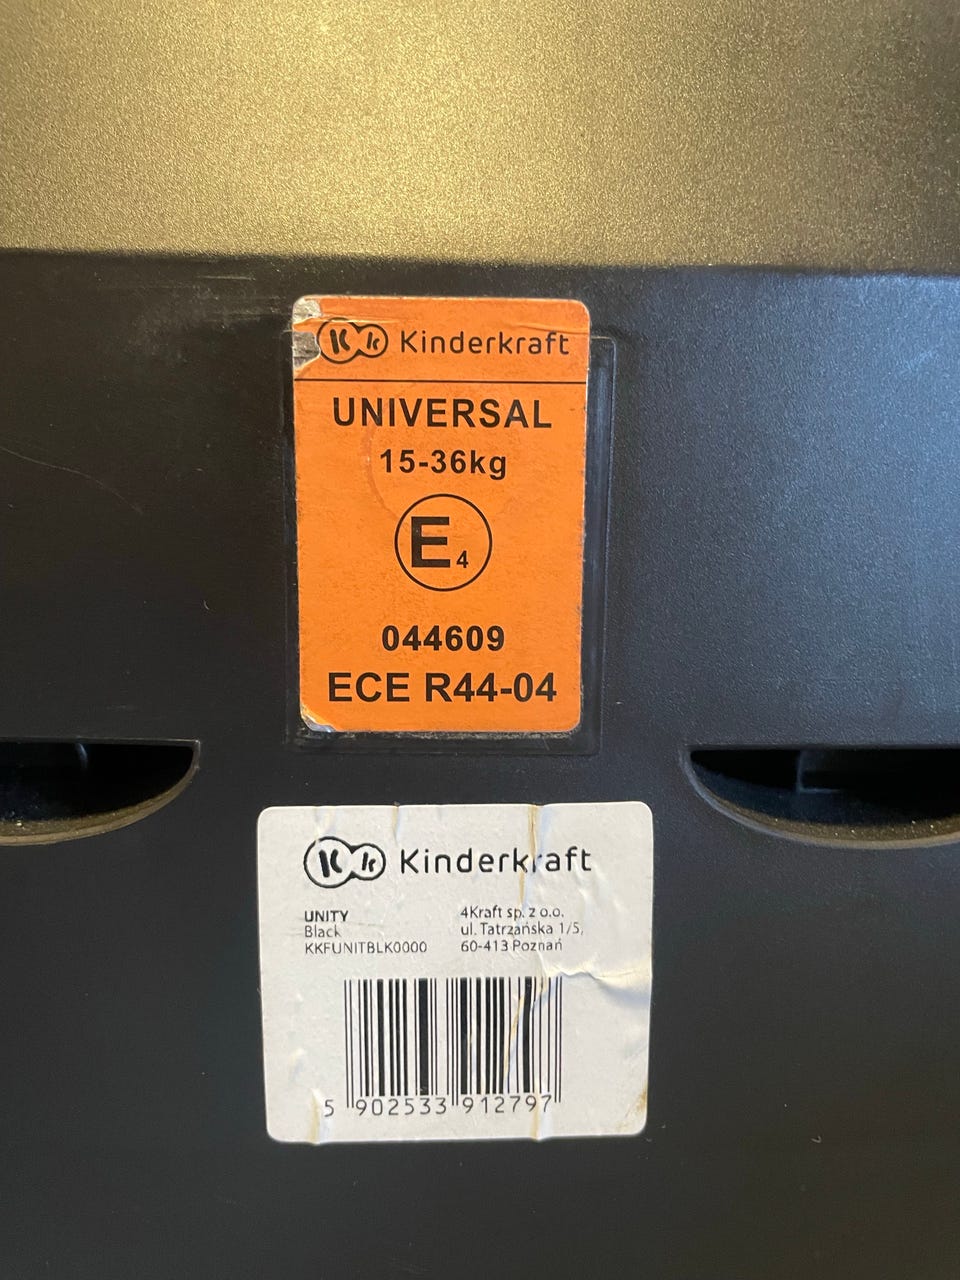 Kinderkraft
UNIVERSAL
15-36kg
E4
044609
ECE R44-04
Kinderkraft
UNITY
Black
KKFUNITBLK0000
4Kraft sp. z o.o.
ul. Tatrzańska 1/5,
60-413 Poznań
5 902533 912797